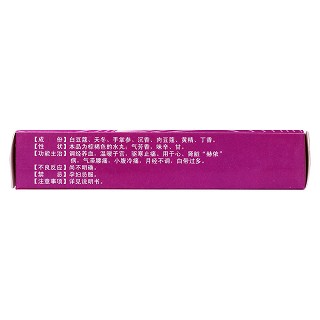 【成　份】白豆蔻、天冬、手掌参、沉香、肉豆蔻、黄精、丁香。
【性　状】本品为棕褐色的水丸；气芳香，味辛、甘。
【功能主治】调经养血，温暖子宫，驱寒止痛。用于心、肾脏“赫依”
病，气滞腰痛，小腹冷痛，月经不调，白带过多。
【不良反应】尚不明确。
【禁　忌】孕妇忌服。
【注意事项】详见说明书。